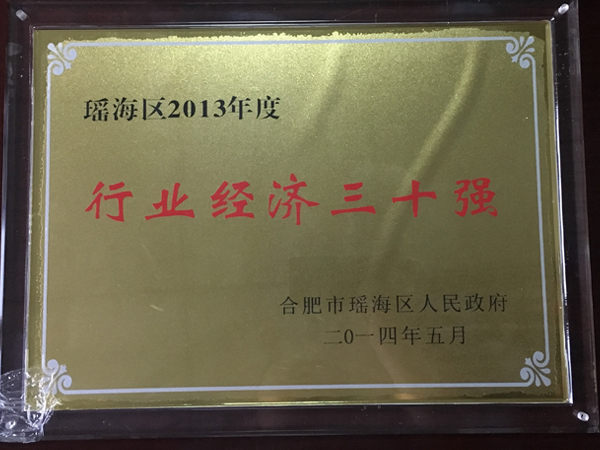 瑶海区2013年度
行业经济三十强
合肥市瑶海区人民政府
二〇一四年五月